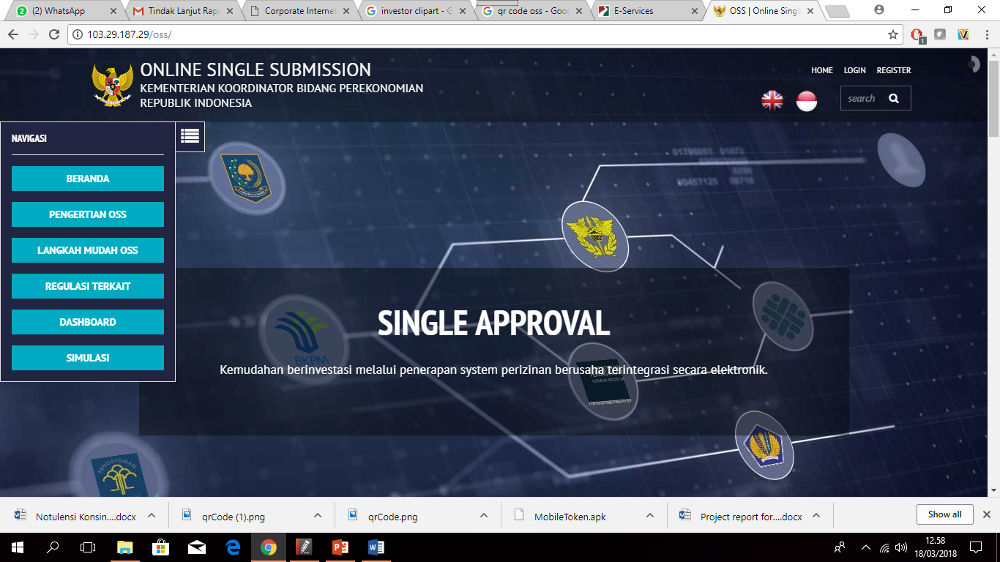 (2) WhatsApp
Tindak Lanjut Rapa
Corporate Internet
investor clipart - G
qr code oss - Goog
E-Services
OSS | Online Singl
103.29.187.29/oss/
1
ONLINE SINGLE SUBMISSION
KEMENTERIAN KOORDINATOR BIDANG PEREKONOMIAN
REPUBLIK INDONESIA
HOME LOGIN REGISTER
search
NAVIGASI
BERANDA
PENGERTIAN OSS
LANGKAH MUDAH OSS
REGULASI TERKAIT
DASHBOARD
SIMULASI
SINGLE APPROVAL
Kemudahan berinvestasi melalui penerapan system perizinan berusaha terintegrasi secara elektronik.
BKPM
PENGAYOMAN
Notulensi Konsin....docx
qrCode (1).png
qrCode.png
MobileToken.apk
Project report for....docx
Show all
12.58
18/03/2018